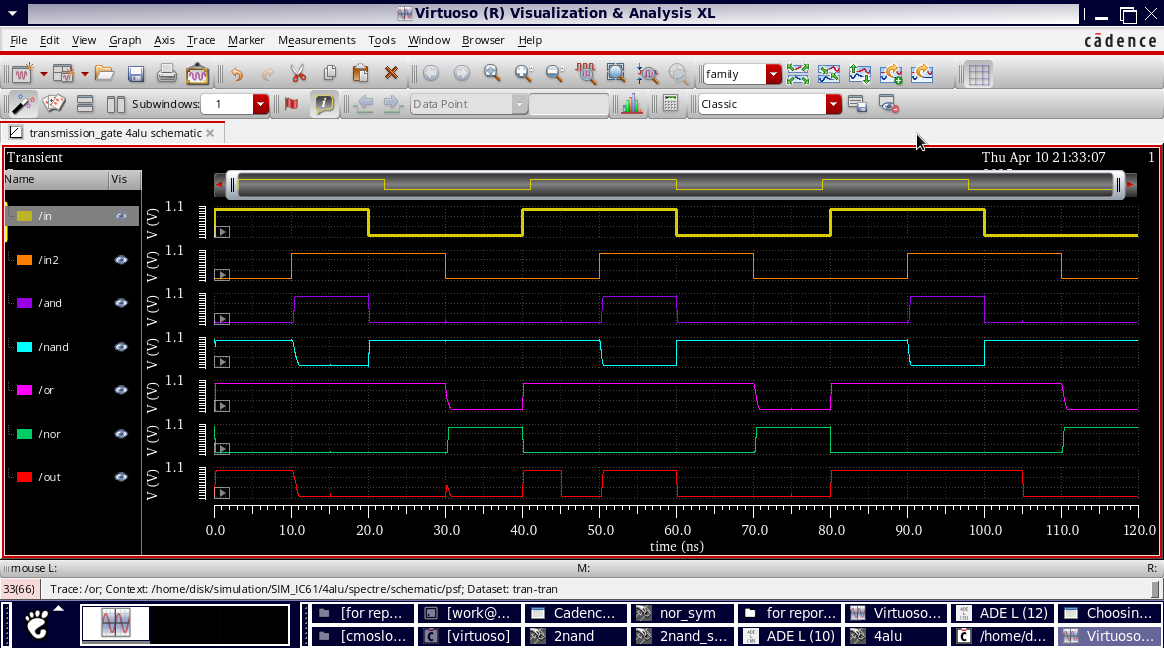 Virtuoso (R) Visualization & Analysis XL
File Edit View Graph Axis Trace Marker Measurements Tools Window Browser Help
cādence
family
Subwindows: 1
Data Point
Classic
transmission_gate 4alu schematic
Transient
Thu Apr 10 21:33:07
1
Name Vis
/in
1.1
/in2
1.1
/and
1.1
/nand
1.1
/or
1.1
/nor
1.1
/out
1.1
0.0 10.0 20.0 30.0 40.0 50.0 60.0 70.0 80.0 90.0 100.0 110.0 120.0
time (ns)
mouse L: M: R:
33(66) Trace: /or; Context: /home/disk/simulation/SIM_IC61/4alu/spectre/schematic/psf; Dataset: tran-tran
[for rep... [work@... Cadenc... nor_sym for repor... Virtuoso... ADE L (12) Choosin...
[cmoslo... [virtuoso] 2nand 2nand_s... ADE L (10) 4alu /home/d... Virtuoso...